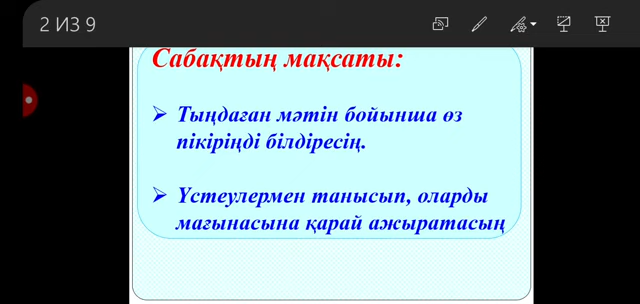 2 ИЗ 9
Сабақтың мақсаты:
➢ Тыңдаған мәтін бойынша өз
пікіріңді білдіресің.
➢ Үстеулермен танысып, оларды
мағынасына қарай ажыратасың